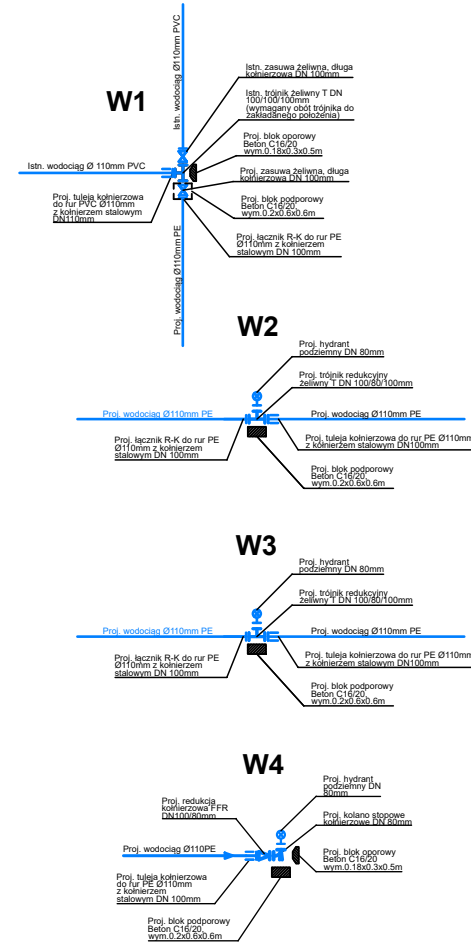 W1
Istn. wodociąg Ø110mm PVC
Istn. zasuwa żeliwna, długa
kołnierzowa DN 100mm
Istn. trójnik żeliwny T DN
100/100/100mm
(wymagany obót trójnika do
zakładanego położenia)
Proj. blok oporowy
Beton C16/20
wym.0.18x0.3x0.5m
Istn. wodociąg Ø 110mm PVC
Proj. zasuwa żeliwna, długa
kołnierzowa DN 100mm
Proj. tuleja kołnierzowa
do rur PVC Ø110mm
z kołnierzem stalowym
DN110mm
Proj. blok podporowy
Beton C16/20
wym.0.2x0.6x0.6m
Proj. łacznik R-K do rur PE
Ø110mm z kołnierzem
stalowym DN 100mm
Proj. wodociąg Ø110mm PE
W2
Proj. hydrant
podziemny DN 80mm
Proj. trójnik redukcyjny
żeliwny T DN 100/80/100mm
Proj. wodociąg Ø110mm PE
Proj. wodociąg Ø110mm PE
Proj. łacznik R-K do rur PE
Ø110mm z kołnierzem
stalowym DN 100mm
Proj. tuleja kołnierzowa do rur PE Ø110mm
z kołnierzem stalowym DN100mm
Proj. blok podporowy
Beton C16/20
wym.0.2x0.6x0.6m
W3
Proj. hydrant
podziemny DN 80mm
Proj. trójnik redukcyjny
żeliwny T DN 100/80/100mm
Proj. wodociąg Ø110mm PE
Proj. wodociąg Ø110mm PE
Proj. łacznik R-K do rur PE
Ø110mm z kołnierzem
stalowym DN 100mm
Proj. tuleja kołnierzowa do rur PE Ø110mm
z kołnierzem stalowym DN100mm
Proj. blok podporowy
Beton C16/20
wym.0.2x0.6x0.6m
W4
Proj. hydrant
podziemny DN
80mm
Proj. redukcja
kołnierzowa FFR
DN100/80mm
Proj. kolano stopowe
kołnierzowe DN 80mm
Proj. wodociąg Ø110PE
Proj. blok oporowy
Beton C16/20
wym.0.18x0.3x0.5m
Proj. tuleja kołnierzowa
do rur PE Ø110mm
z kołnierzem
stalowym DN 100mm
Proj. blok podporowy
Beton C16/20
wym.0.2x0.6x0.6m